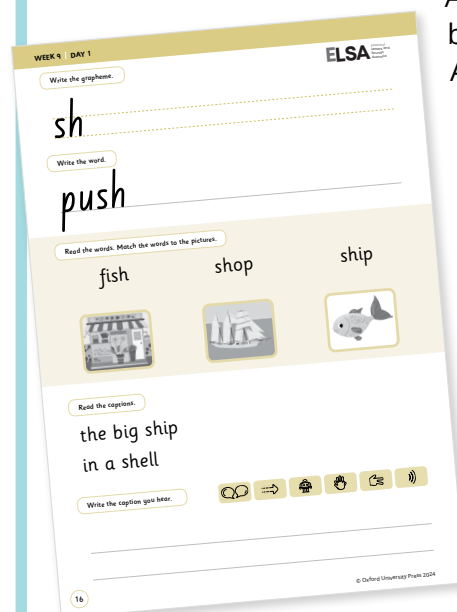 WEEK 9 | DAY 1
ELSA
Write the grapheme.
sh
Write the word.
push
Read the words. Match the words to the pictures.
fish shop ship
Read the captions.
the big ship
in a shell
Write the caption you hear.
16
© Oxford University Press 2024